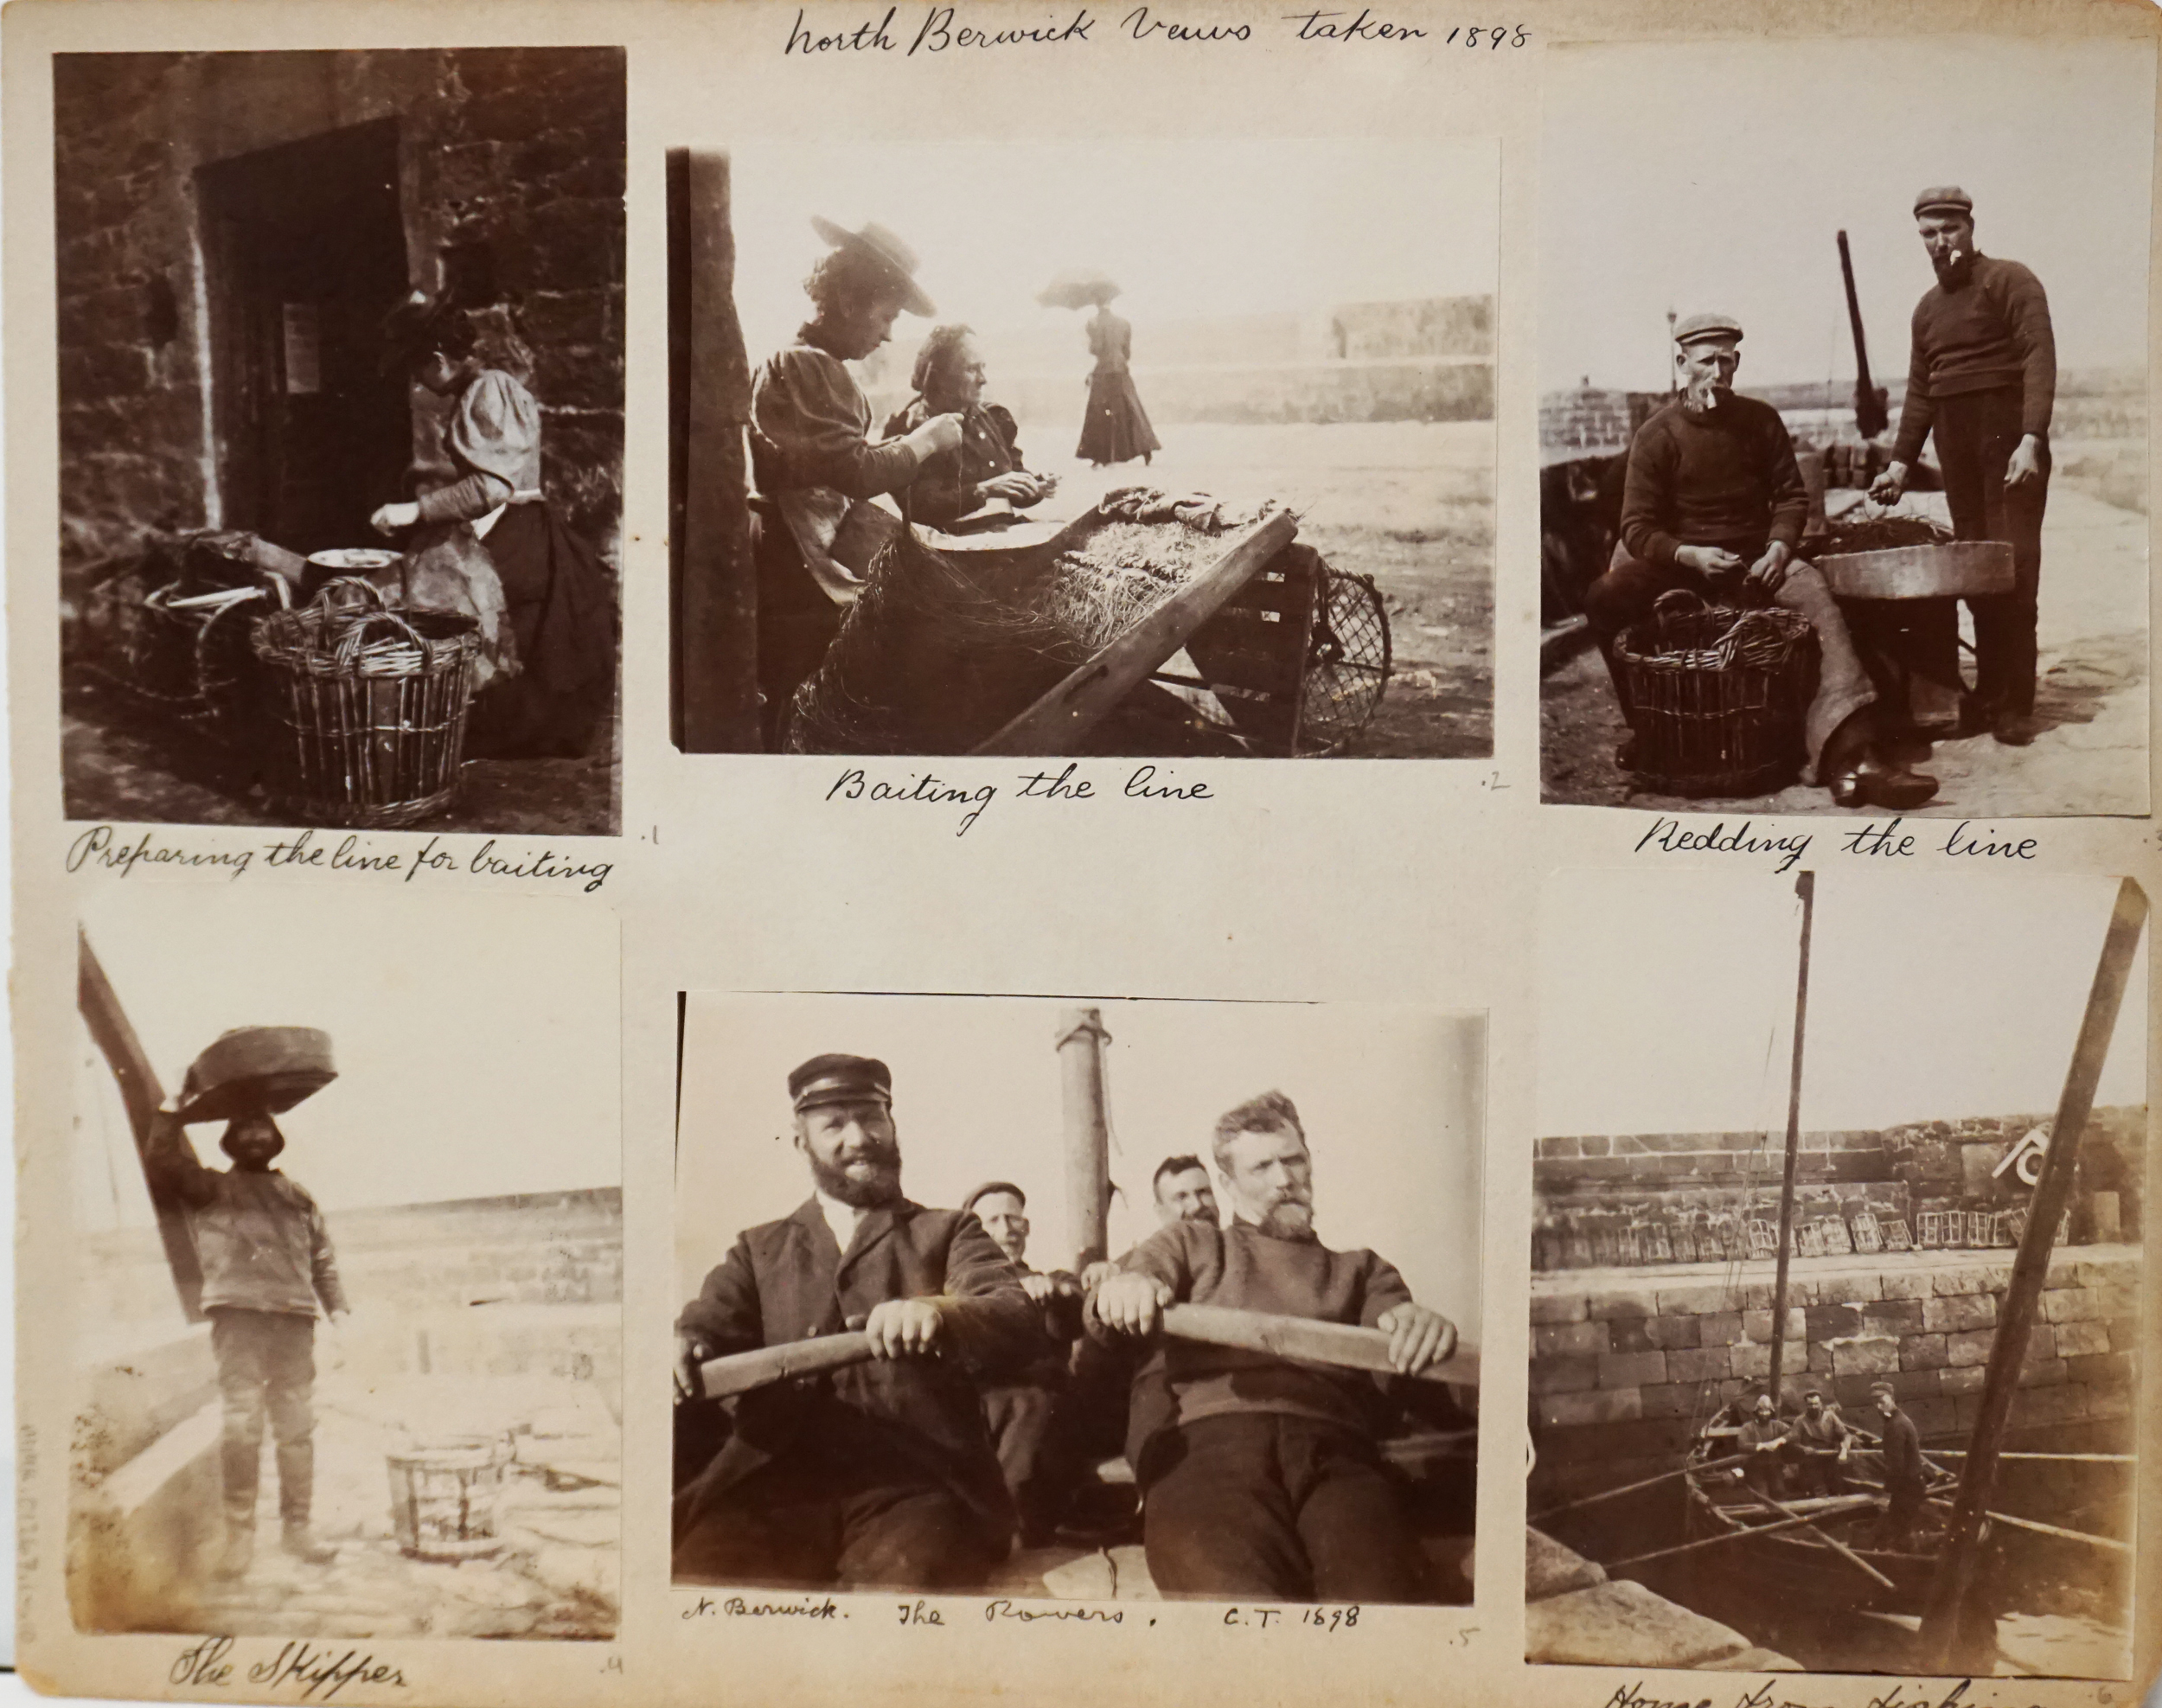 North Berwick Views taken 1898
Preparing the line for baiting
.1
Baiting the line
.2
Redding the line
The Skipper
.4
N. Berwick. The Rowers. C.T. 1898
.5
Home from fishing